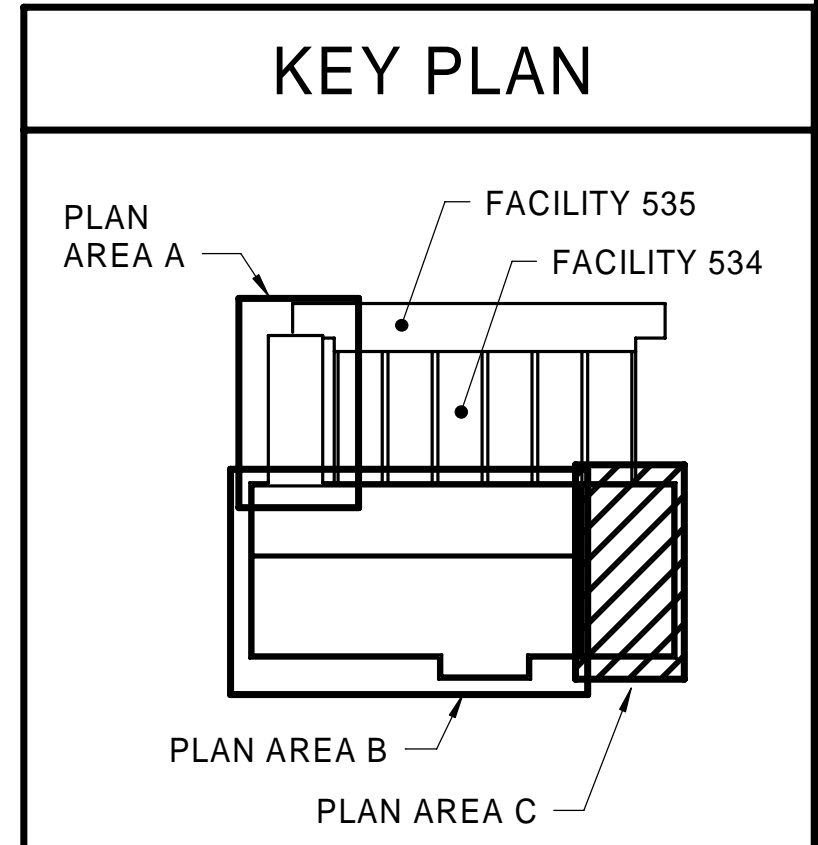 KEY PLAN
PLAN
AREA A
FACILITY 535
FACILITY 534
PLAN AREA B
PLAN AREA C